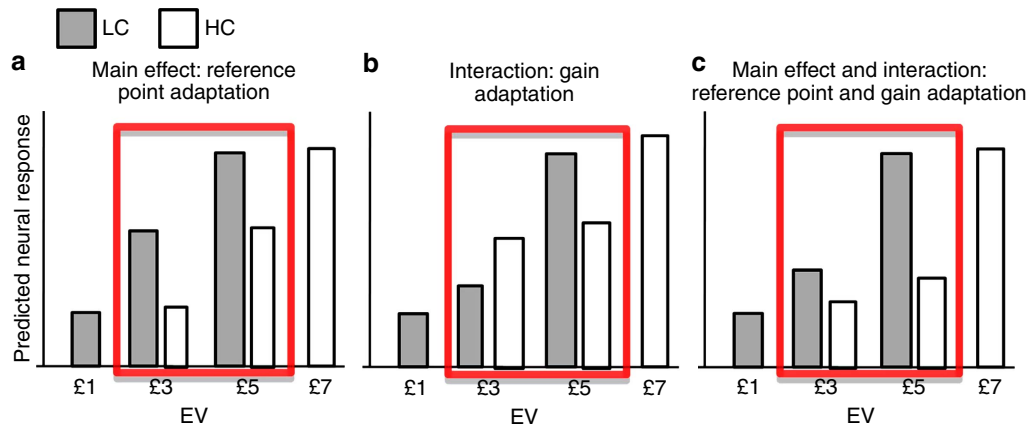 LC HC
a Main effect: reference
point adaptation
b Interaction: gain
adaptation
c Main effect and interaction:
reference point and gain adaptation
Predicted neural response
£1 £3 £5 £7
EV
£1 £3 £5 £7
EV
£1 £3 £5 £7
EV